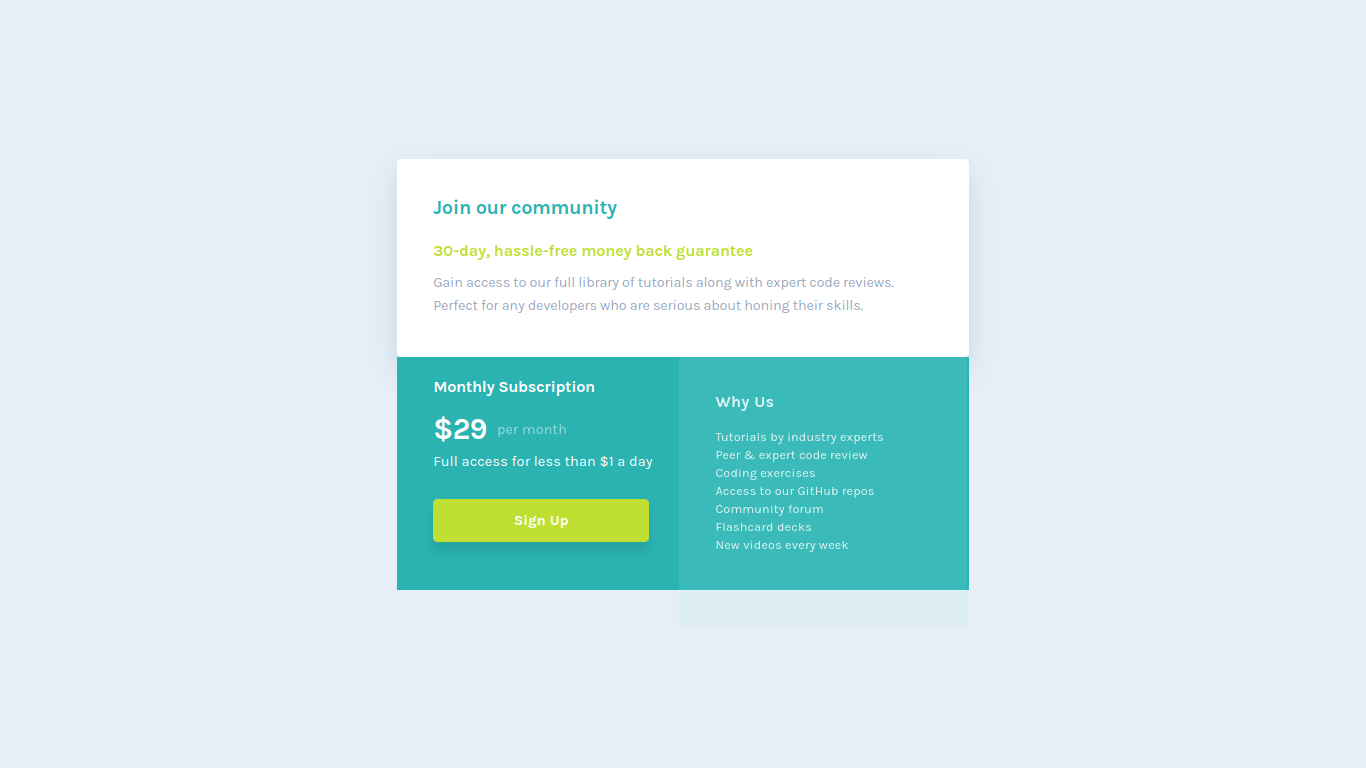 Join our community
30-day, hassle-free money back guarantee
Gain access to our full library of tutorials along with expert code reviews.
Perfect for any developers who are serious about honing their skills.
Monthly Subscription
$29 per month
Full access for less than $1 a day
Sign Up
Why Us
Tutorials by industry experts
Peer & expert code review
Coding exercises
Access to our GitHub repos
Community forum
Flashcard decks
New videos every week